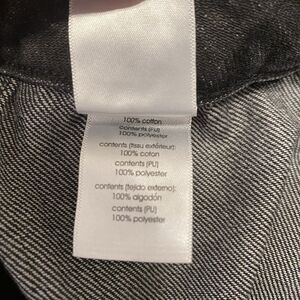 100% cotton
contents (PU)
100% polyester
contents (tissu extérieur):
100% coton
contents (PU)
100% polyester
contents (tejido externo):
100% algodón
contents (PU)
100% polyester